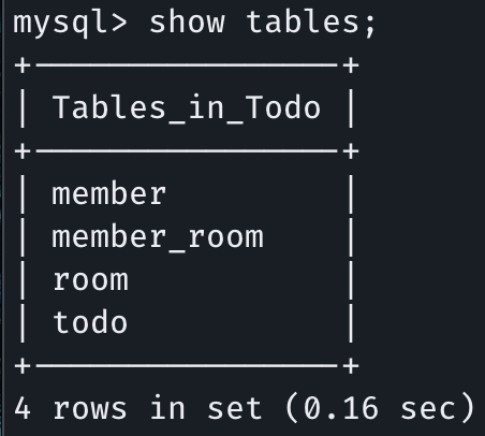 mysql> show tables;
+----------------+
| Tables_in_Todo |
+----------------+
| member         |
| member_room    |
| room           |
| todo           |
+----------------+
4 rows in set (0.16 sec)